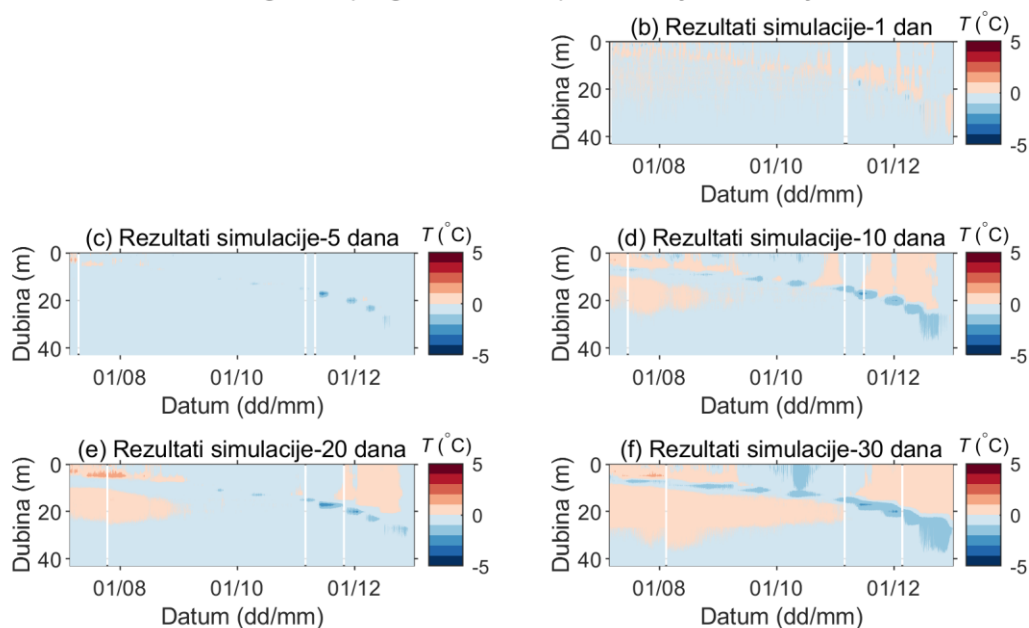 (b) Rezultati simulacije-1 dan
T (°C)
Dubina (m)
0
20
40
01/08
01/10
01/12
Datum (dd/mm)
5
0
-5
(c) Rezultati simulacije-5 dana
T (°C)
Dubina (m)
0
20
40
01/08
01/10
01/12
Datum (dd/mm)
5
0
-5
(d) Rezultati simulacije-10 dana
T (°C)
Dubina (m)
0
20
40
01/08
01/10
01/12
Datum (dd/mm)
5
0
-5
(e) Rezultati simulacije-20 dana
T (°C)
Dubina (m)
0
20
40
01/08
01/10
01/12
Datum (dd/mm)
5
0
-5
(f) Rezultati simulacije-30 dana
T (°C)
Dubina (m)
0
20
40
01/08
01/10
01/12
Datum (dd/mm)
5
0
-5